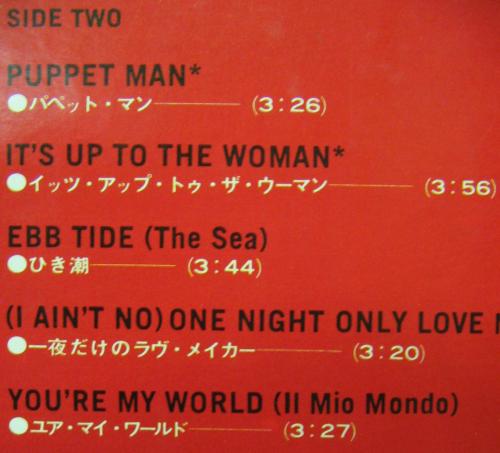 SIDE TWO
PUPPET MAN*
●パペット・マン———(3:26)
IT'S UP TO THE WOMAN*
●イッツ・アップ・トゥ・ザ・ウーマン———(3:56)
EBB TIDE (The Sea)
●ひき潮———(3:44)
(I AIN'T NO) ONE NIGHT ONLY LOVE
●一夜だけのラヴ・メイカー———(3:20)
YOU'RE MY WORLD (Il Mio Mondo)
●ユア・マイ・ワールド———(3:27)